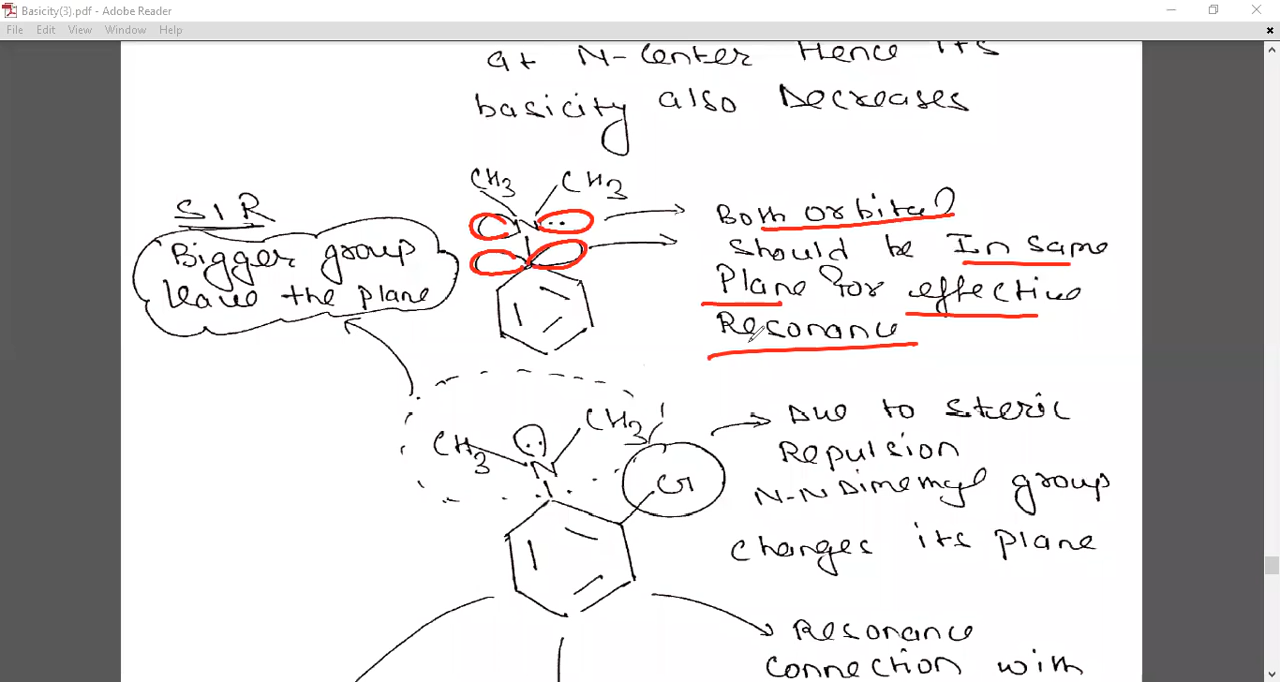 Basicity(3).pdf - Adobe Reader
File Edit View Window Help
at N-Center Hence Its
basicity also Decreases
SIR
Bigger group
leave the plane
CH3 CH3
N
Both orbital
Should be In same
Plane for effective
Resonance
CH3 CH3
N
Cl
Due to Steric
Repulsion
N-N Dimethyl group
changes its plane
Resonance
connection with